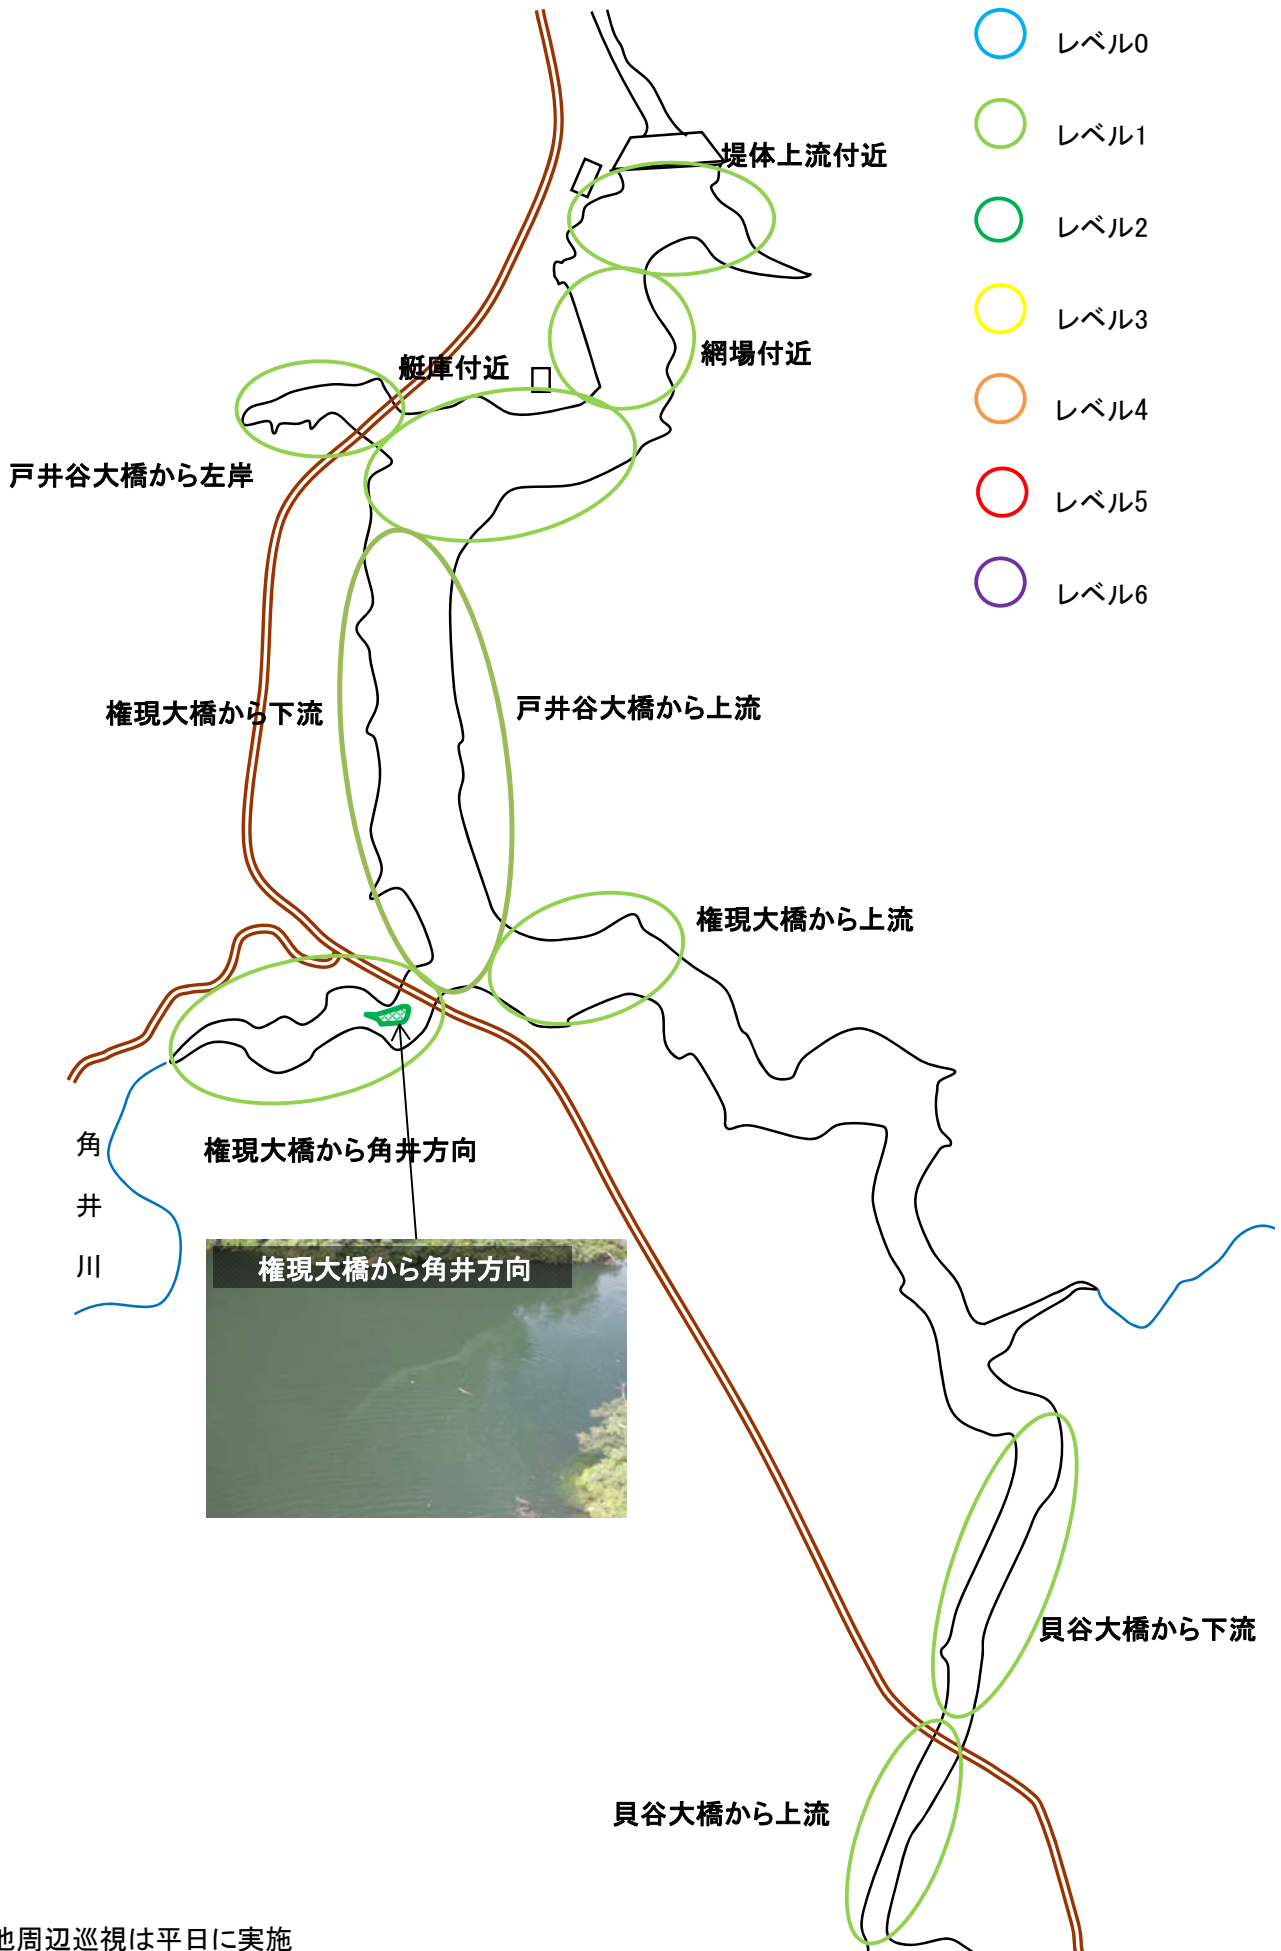 レベル0
レベル1
堤体上流付近
レベル2
レベル3
網場付近
艇庫付近
レベル4
戸井谷大橋から左岸
レベル5
レベル6
権現大橋から下流
戸井谷大橋から上流
権現大橋から上流
角井川
権現大橋から角井方向
権現大橋から角井方向
貝谷大橋から下流
貝谷大橋から上流
池周辺巡視は平日に実施